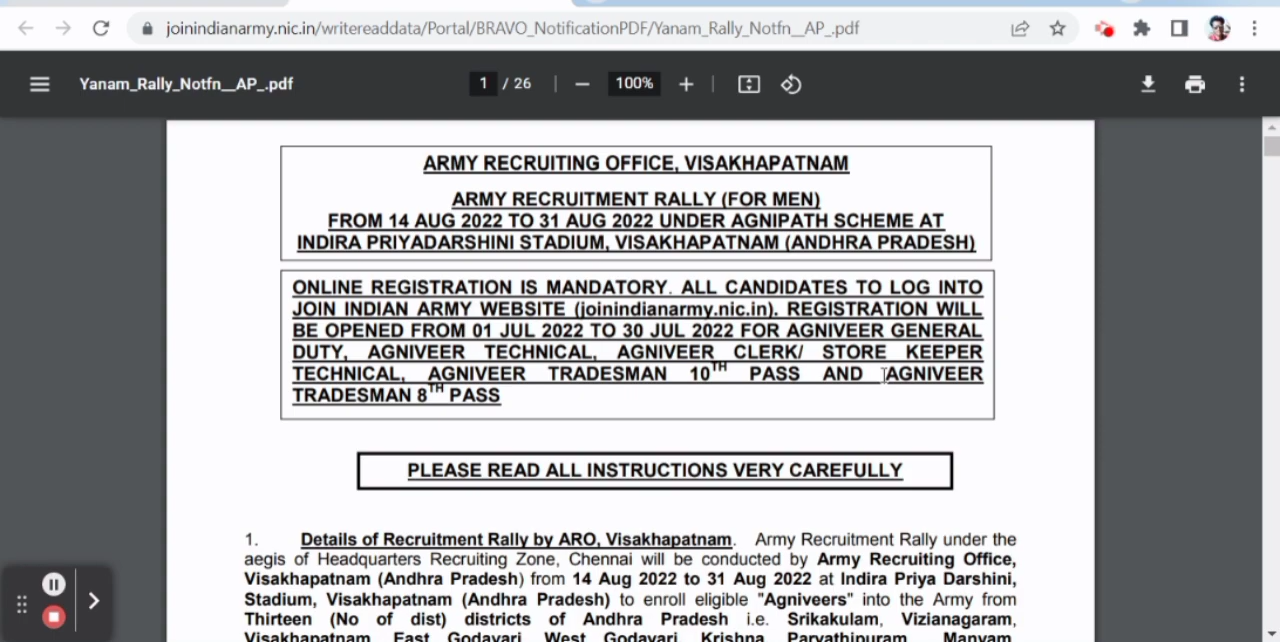 joinindianarmy.nic.in/writereaddata/Portal/BRAVO_NotificationPDF/Yanam_Rally_Notfn__AP_.pdf
Yanam_Rally_Notfn__AP_.pdf 1 / 26 100%
ARMY RECRUITING OFFICE, VISAKHAPATNAM
ARMY RECRUITMENT RALLY (FOR MEN)
FROM 14 AUG 2022 TO 31 AUG 2022 UNDER AGNIPATH SCHEME AT
INDIRA PRIYADARSHINI STADIUM, VISAKHAPATNAM (ANDHRA PRADESH)
ONLINE REGISTRATION IS MANDATORY. ALL CANDIDATES TO LOG INTO
JOIN INDIAN ARMY WEBSITE (joinindianarmy.nic.in). REGISTRATION WILL
BE OPENED FROM 01 JUL 2022 TO 30 JUL 2022 FOR AGNIVEER GENERAL
DUTY, AGNIVEER TECHNICAL, AGNIVEER CLERK/ STORE KEEPER
TECHNICAL, AGNIVEER TRADESMAN 10TH PASS AND AGNIVEER
TRADESMAN 8TH PASS
PLEASE READ ALL INSTRUCTIONS VERY CAREFULLY
1. Details of Recruitment Rally by ARO, Visakhapatnam. Army Recruitment Rally under the
aegis of Headquarters Recruiting Zone, Chennai will be conducted by Army Recruiting Office,
Visakhapatnam (Andhra Pradesh) from 14 Aug 2022 to 31 Aug 2022 at Indira Priya Darshini,
Stadium, Visakhapatnam (Andhra Pradesh) to enroll eligible "Agniveers" into the Army from
Thirteen (No of dist) districts of Andhra Pradesh i.e. Srikakulam, Vizianagaram,
Visakhapatnam, East Godavari, West Godavari, Krishna, Parvathipuram, Manyam,